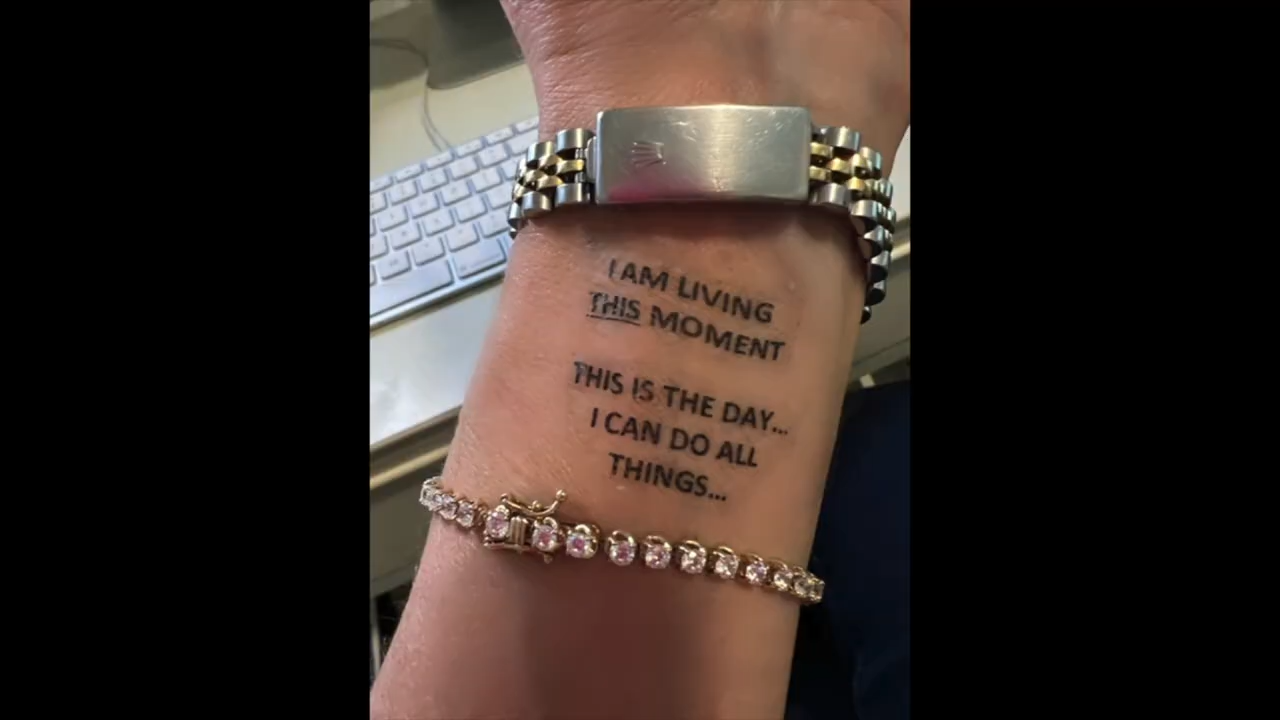 I AM LIVING
THIS MOMENT
THIS IS THE DAY...
I CAN DO ALL
THINGS...